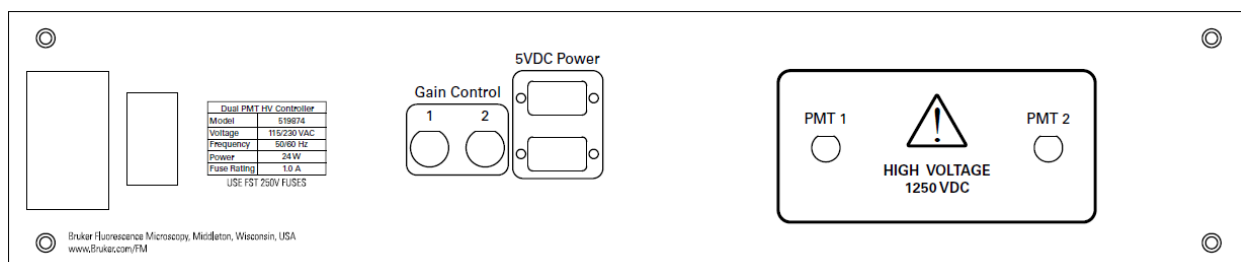 5VDC Power
Gain Control
1 2
Dual PMT HV Controller
Model 519874
Voltage 115/230 VAC
Frequency 50/60 Hz
Power 24 W
Fuse Rating 1.0 A
USE FST 250V FUSES
PMT 1
PMT 2
HIGH VOLTAGE
1250 VDC
Bruker Fluorescence Microscopy, Middleton, Wisconsin, USA
www.Bruker.com/FM